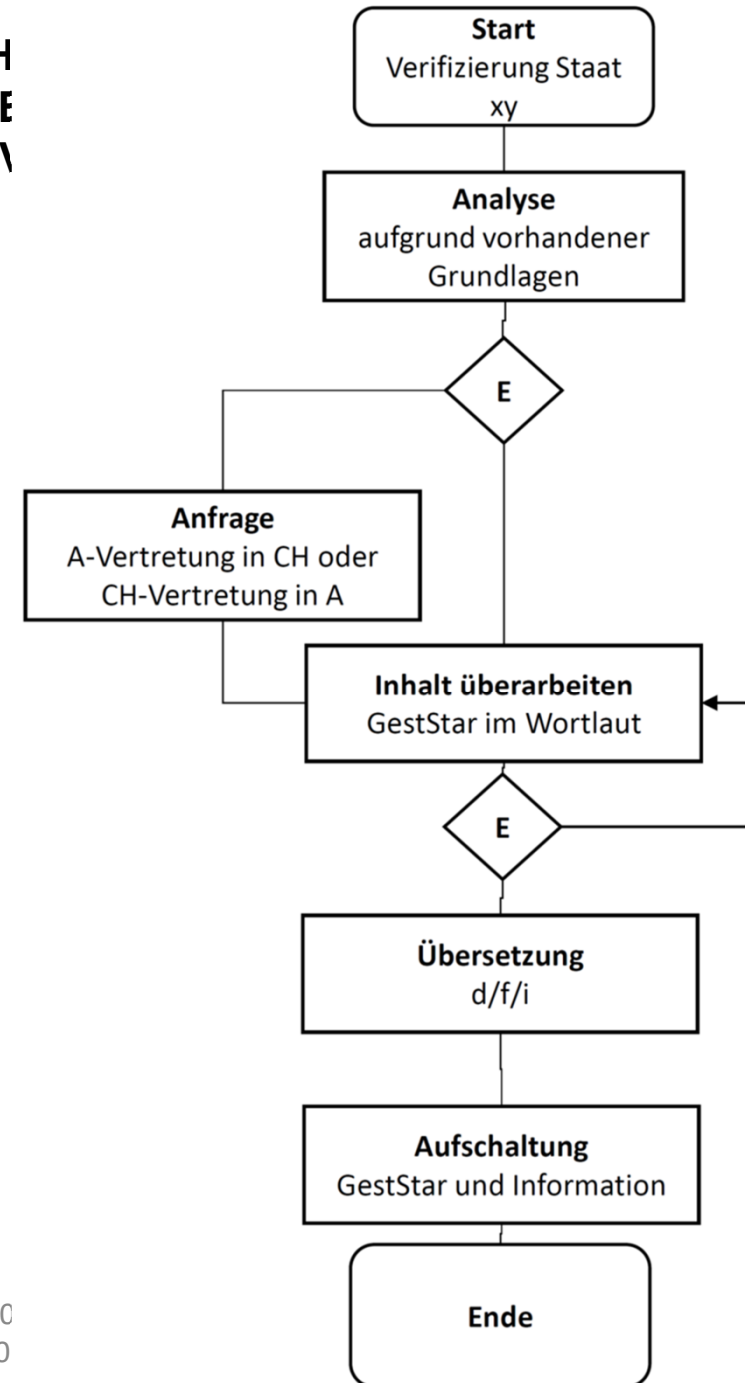 Start
Verifizierung Staat
xy
Analyse
aufgrund vorhandener
Grundlagen
E
Anfrage
A-Vertretung in CH oder
CH-Vertretung in A
Inhalt überarbeiten
GestStar im Wortlaut
E
Übersetzung
d/f/i
Aufschaltung
GestStar und Information
Ende